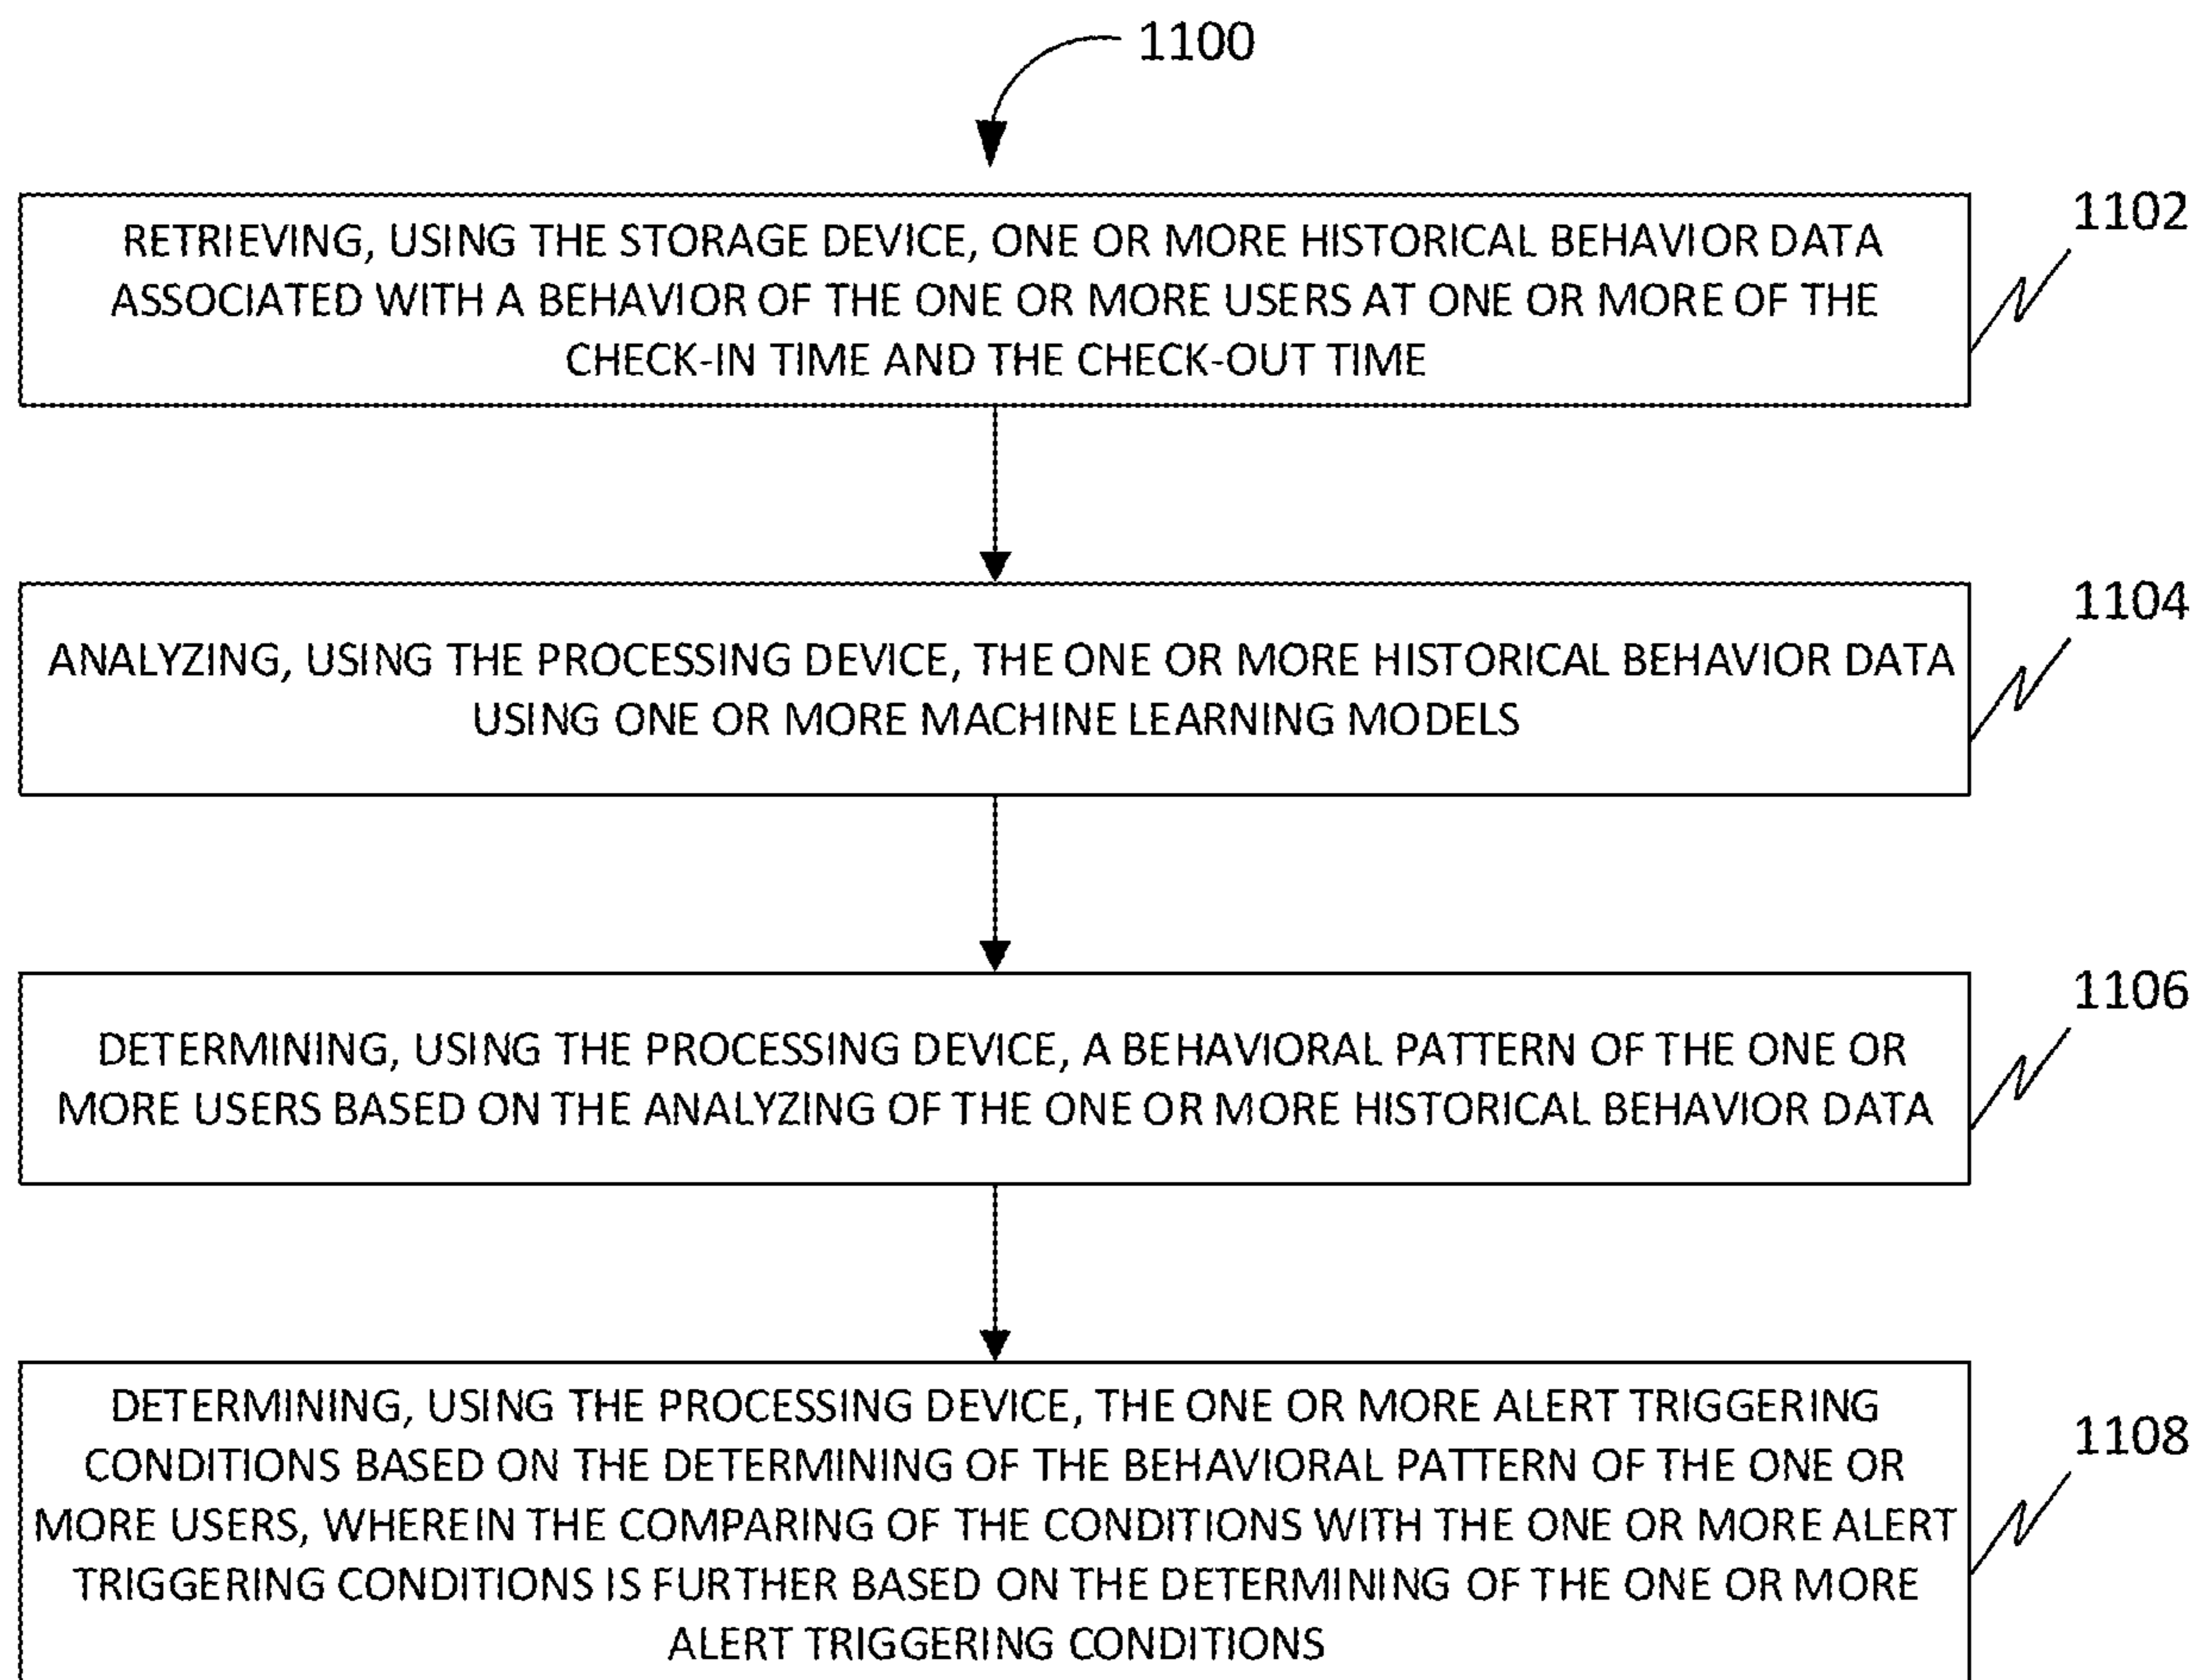 1100
1102
RETRIEVING, USING THE STORAGE DEVICE, ONE OR MORE HISTORICAL BEHAVIOR DATA
ASSOCIATED WITH A BEHAVIOR OF THE ONE OR MORE USERS AT ONE OR MORE OF THE
CHECK-IN TIME AND THE CHECK-OUT TIME
1104
ANALYZING, USING THE PROCESSING DEVICE, THE ONE OR MORE HISTORICAL BEHAVIOR DATA
USING ONE OR MORE MACHINE LEARNING MODELS
1106
DETERMINING, USING THE PROCESSING DEVICE, A BEHAVIORAL PATTERN OF THE ONE OR
MORE USERS BASED ON THE ANALYZING OF THE ONE OR MORE HISTORICAL BEHAVIOR DATA
1108
DETERMINING, USING THE PROCESSING DEVICE, THE ONE OR MORE ALERT TRIGGERING
CONDITIONS BASED ON THE DETERMINING OF THE BEHAVIORAL PATTERN OF THE ONE OR
MORE USERS, WHEREIN THE COMPARING OF THE CONDITIONS WITH THE ONE OR MORE ALERT
TRIGGERING CONDITIONS IS FURTHER BASED ON THE DETERMINING OF THE ONE OR MORE
ALERT TRIGGERING CONDITIONS